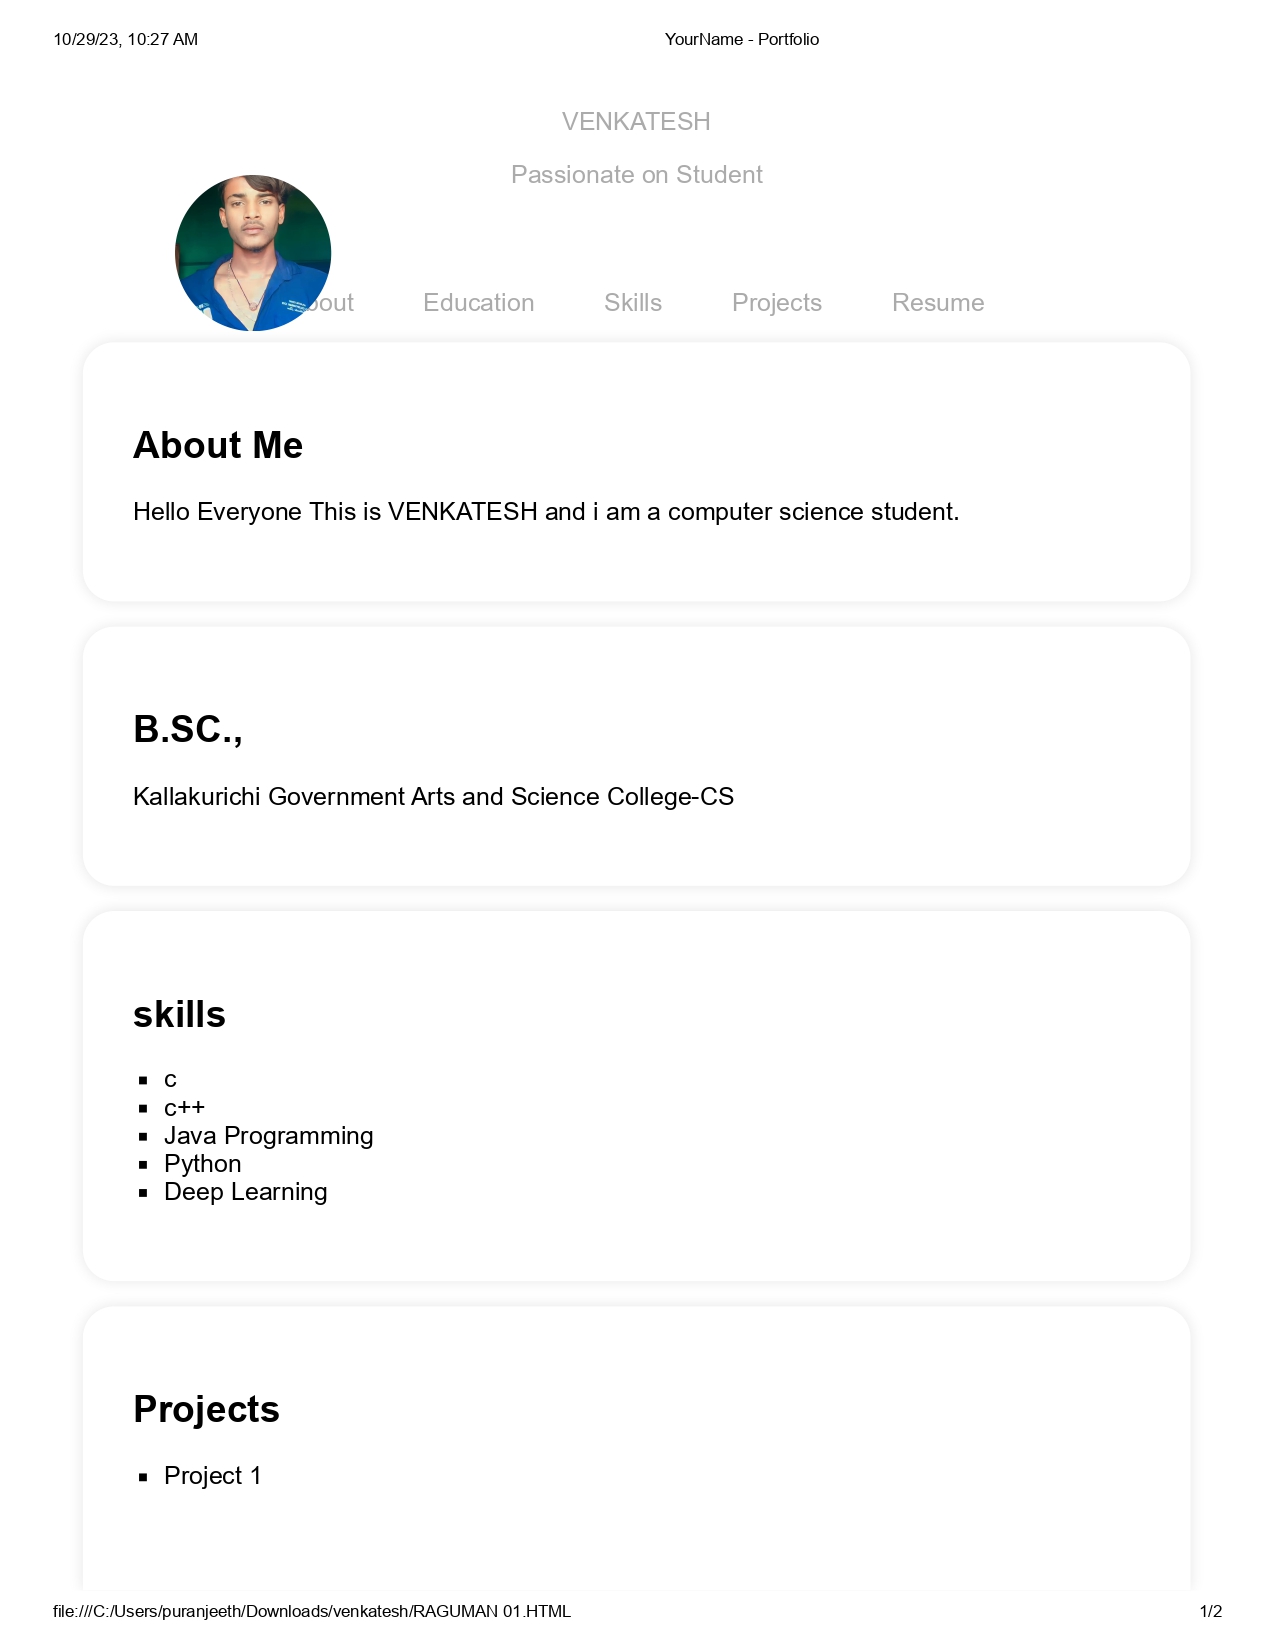 10/29/23, 10:27 AM YourName - Portfolio
VENKATESH
Passionate on Student
Education Skills Projects Resume
About Me
Hello Everyone This is VENKATESH and i am a computer science student.
B.SC.,
Kallakurichi Government Arts and Science College-CS
skills
c
c++
Java Programming
Python
Deep Learning
Projects
Project 1
file:///C:/Users/puranjeeth/Downloads/venkatesh/RAGUMAN 01.HTML 1/2